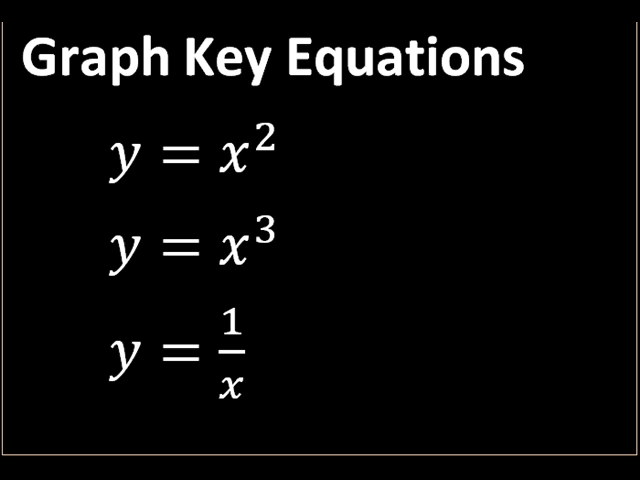 Graph Key Equations
y = x²
y = x³
y = 1/x